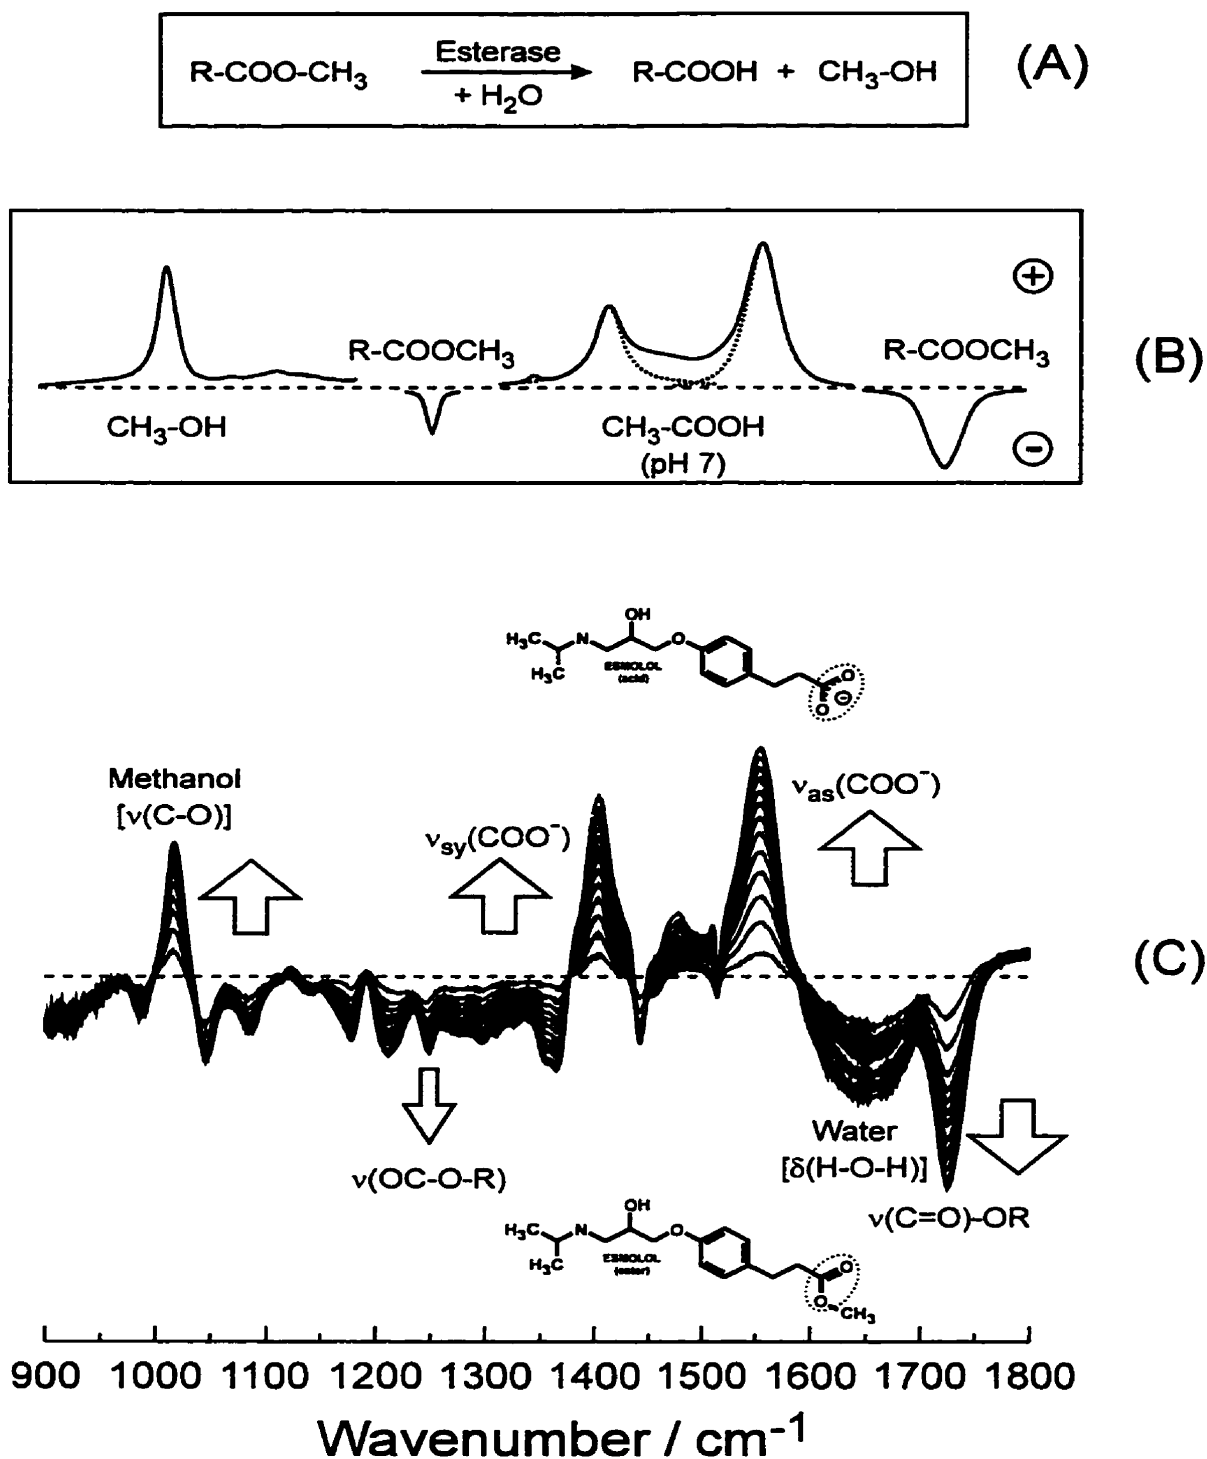 R-COO-CH₃ Esterase + H₂O R-COOH + CH₃-OH
(A)
+
R-COOCH₃ R-COOCH₃
(B)
CH₃-OH CH₃-COOH
(pH 7)
-
OH
H₃C N O
H₃C
ESMOLOL
(acid)
O
O -
Methanol
[ν(C-O)]
ν_sy(COO⁻)
ν_as(COO⁻)
(C)
Water
[δ(H-O-H)]
ν(OC-O-R)
ν(C=O)-OR
OH
H₃C N O
H₃C
ESMOLOL
(ester)
O
O CH₃
900 1000 1100 1200 1300 1400 1500 1600 1700 1800
Wavenumber / cm⁻¹